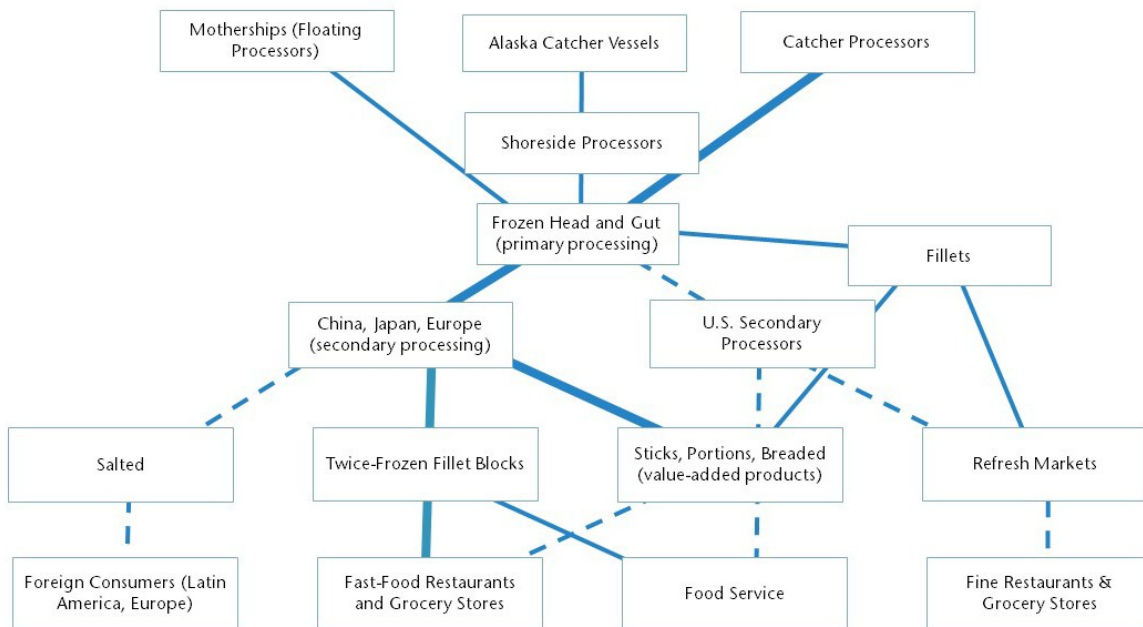 Motherships (Floating
Processors)
Alaska Catcher Vessels
Catcher Processors
Shoreside Processors
Frozen Head and Gut
(primary processing)
Fillets
China, Japan, Europe
(secondary processing)
U.S. Secondary
Processors
Salted
Twice-Frozen Fillet Blocks
Sticks, Portions, Breaded
(value-added products)
Refresh Markets
Foreign Consumers (Latin
America, Europe)
Fast-Food Restaurants
and Grocery Stores
Food Service
Fine Restaurants &
Grocery Stores